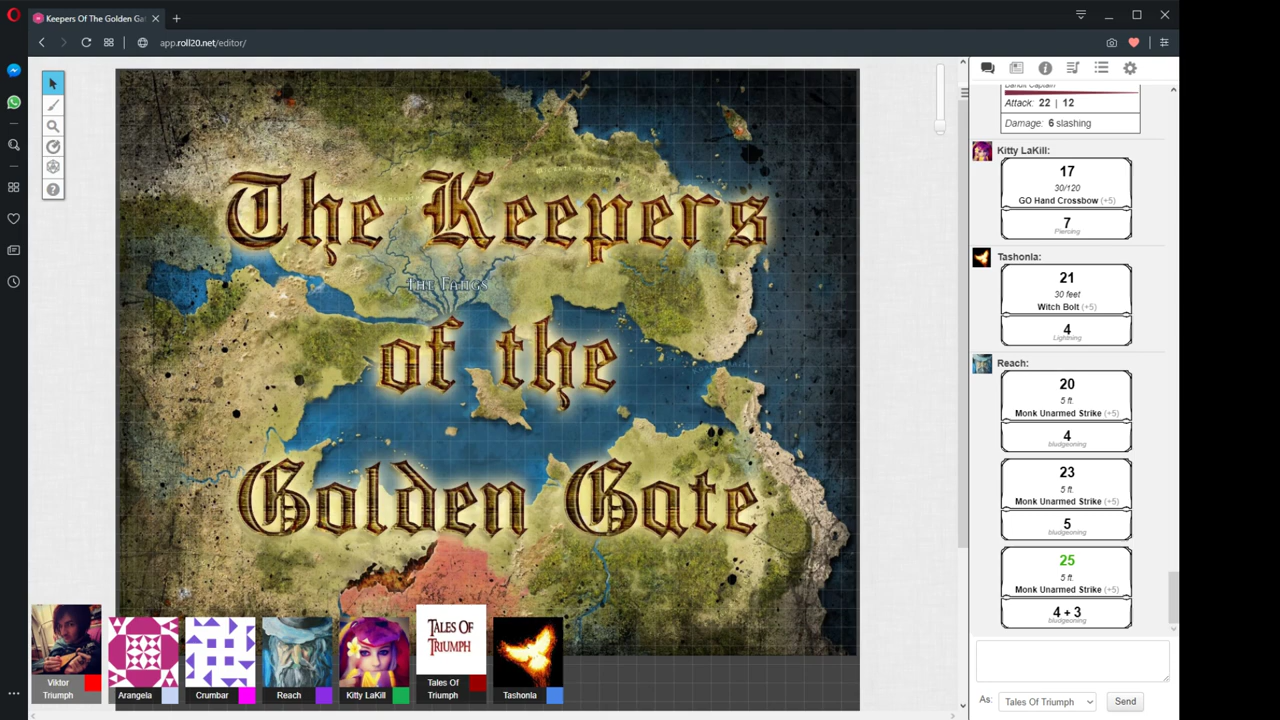 Keepers Of The Golden Ga
app.roll20.net/editor/
The Keepers
The Fangs
of the
Golden Gate
Viktor
Triumph
Arangela
Crumbar
Reach
Kitty LaKill
TALES OF
TRIUMPH
Tales Of
Triumph
Tashonia
Bandit Captain
Attack: 22 | 12
Damage: 6 slashing
Kitty LaKill:
17
30/120
GO Hand Crossbow (+5)
7
Piercing
Tashonia:
21
30 feet
Witch Bolt (+5)
4
Lightning
Reach:
20
5 ft.
Monk Unarmed Strike (+5)
4
bludgeoning
23
5 ft.
Monk Unarmed Strike (+5)
5
bludgeoning
25
5 ft.
Monk Unarmed Strike (+5)
4 + 3
bludgeoning
As: Tales Of Triumph Send